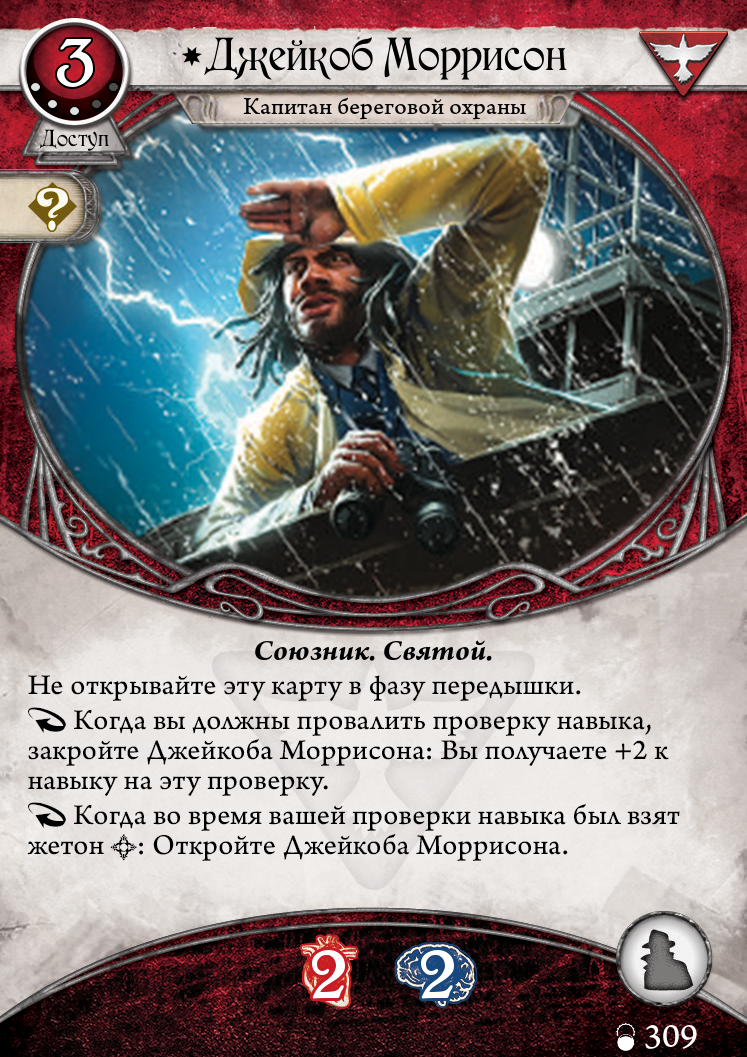 3
Джейкоб Моррисон
Капитан береговой охраны
Доступ
?
Союзник. Святой.
Не открывайте эту карту в фазу передышки.
Когда вы должны провалить проверку навыка,
закройте Джейкоба Моррисона: Вы получаете +2 к
навыку на эту проверку.
Когда во время вашей проверки навыка был взят
жетон : Откройте Джейкоба Моррисона.
2 2
309